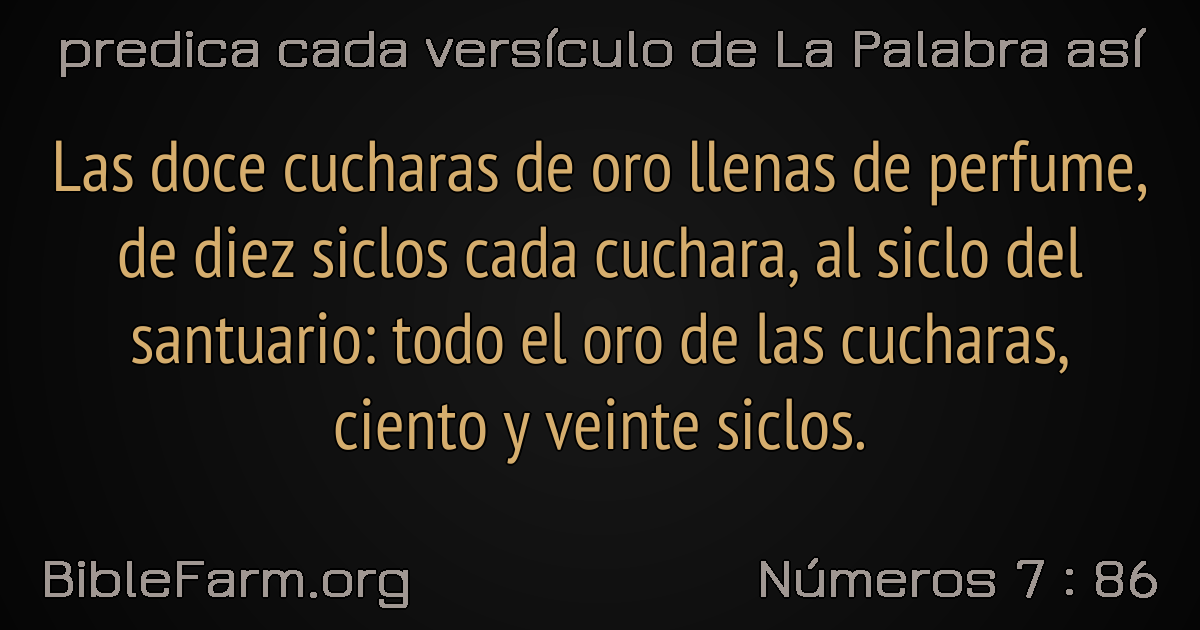 predica cada versículo de La Palabra así
Las doce cucharas de oro llenas de perfume,
de diez siclos cada cuchara, al siclo del
santuario: todo el oro de las cucharas,
ciento y veinte siclos.
BibleFarm.org
Números 7 : 86